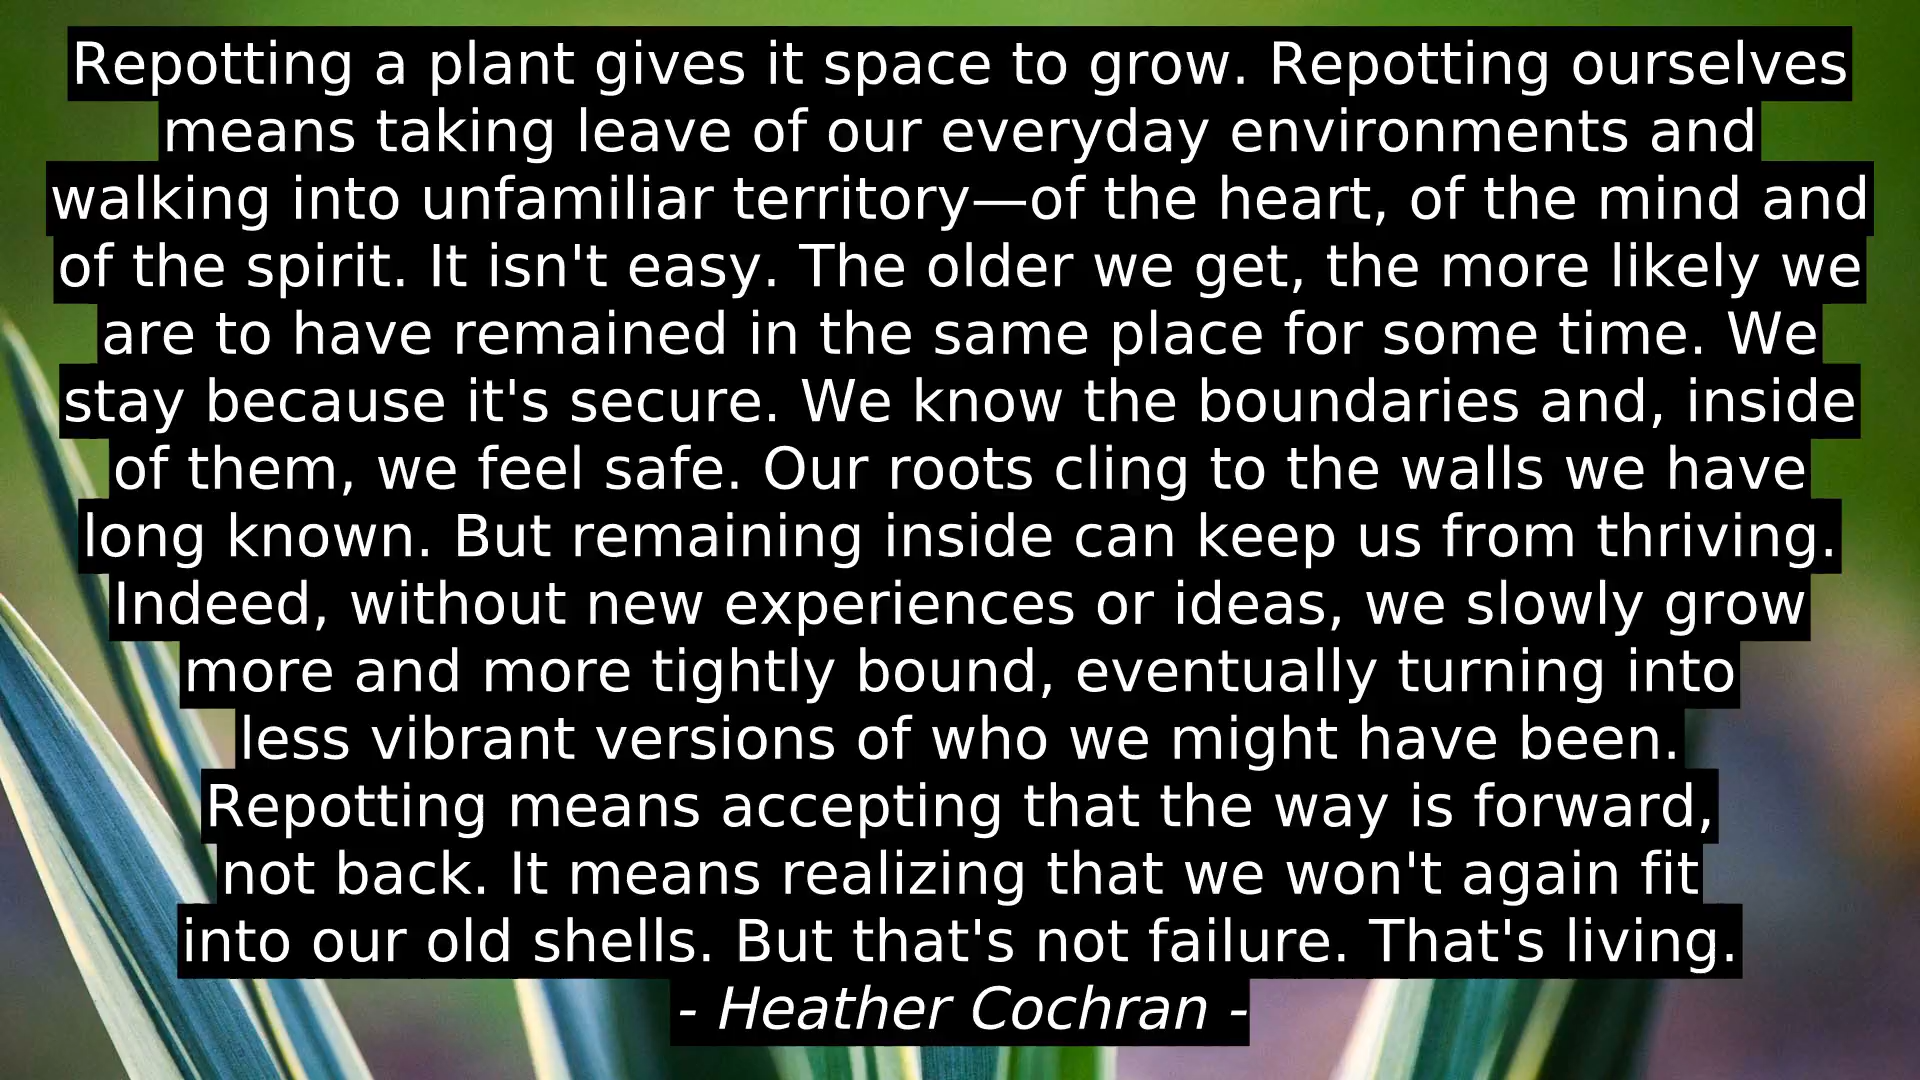 Repotting a plant gives it space to grow. Repotting ourselves
means taking leave of our everyday environments and
walking into unfamiliar territory—of the heart, of the mind and
of the spirit. It isn't easy. The older we get, the more likely we
are to have remained in the same place for some time. We
stay because it's secure. We know the boundaries and, inside
of them, we feel safe. Our roots cling to the walls we have
long known. But remaining inside can keep us from thriving.
Indeed, without new experiences or ideas, we slowly grow
more and more tightly bound, eventually turning into
less vibrant versions of who we might have been.
Repotting means accepting that the way is forward,
not back. It means realizing that we won't again fit
into our old shells. But that's not failure. That's living.
- Heather Cochran -